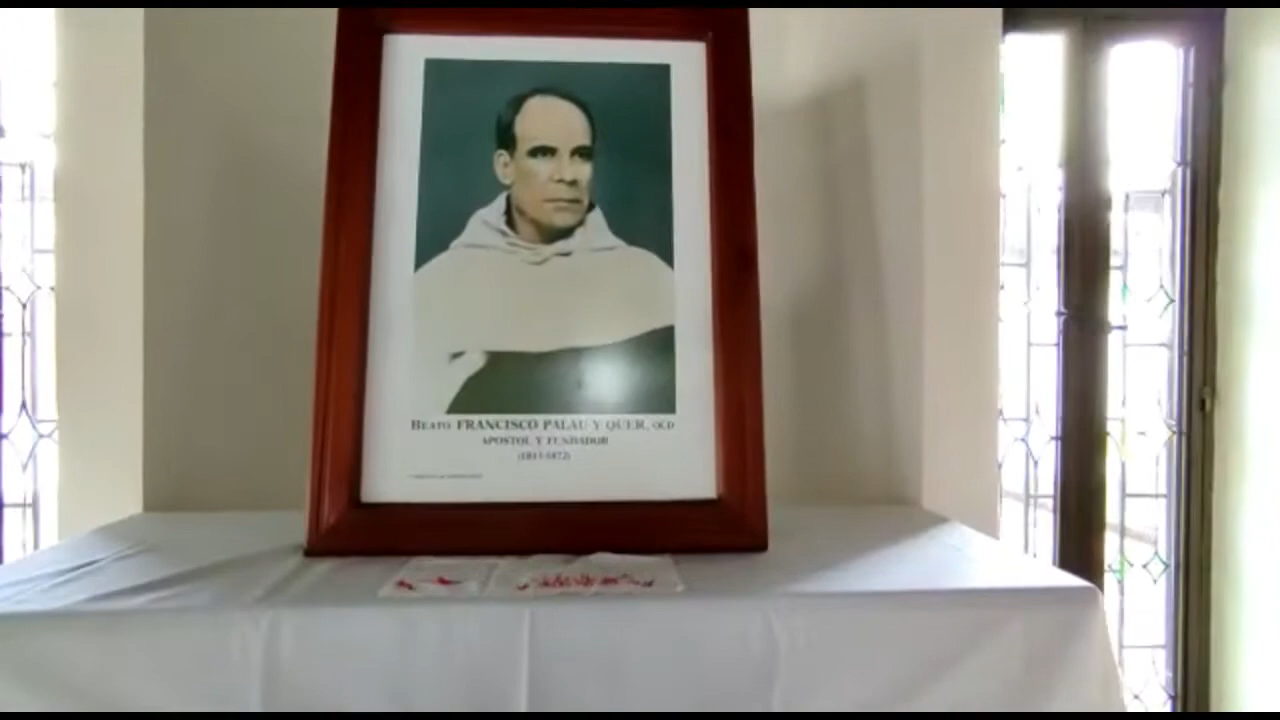 BEATO FRANCISCO PALAU Y QUER, OCD
APOSTOL Y FUNDADOR
(1811-1872)